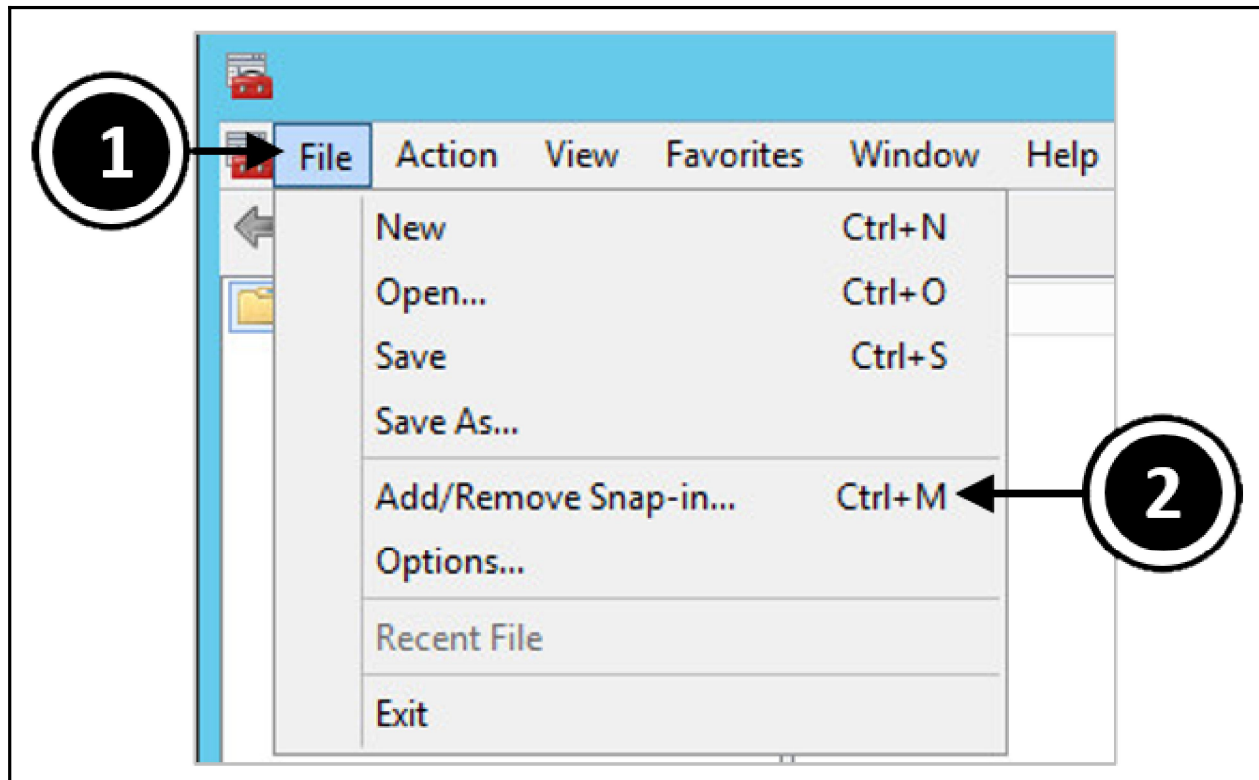 1
File Action View Favorites Window Help
New Ctrl+N
Open... Ctrl+O
Save Ctrl+S
Save As...
Add/Remove Snap-in... Ctrl+M
2
Options...
Recent File
Exit